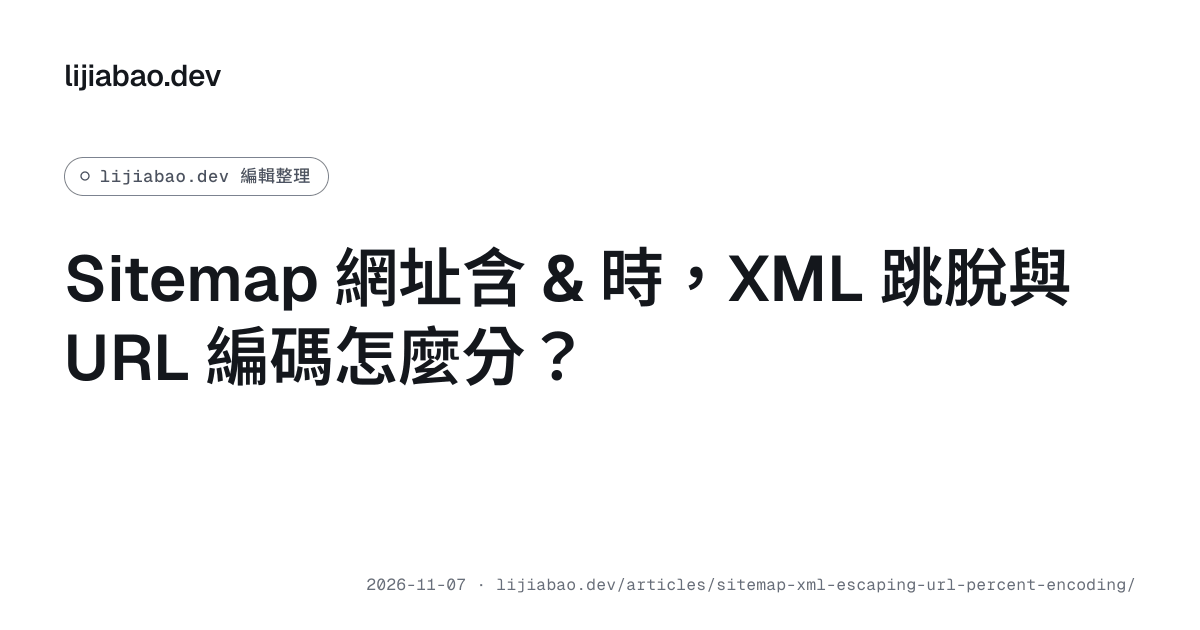 lijiabao.dev
lijiabao.dev 編輯整理
Sitemap 網址含 & 時，XML 跳脫與
URL 編碼怎麼分？
2026-11-07 · lijiabao.dev/articles/sitemap-xml-escaping-url-percent-encoding/